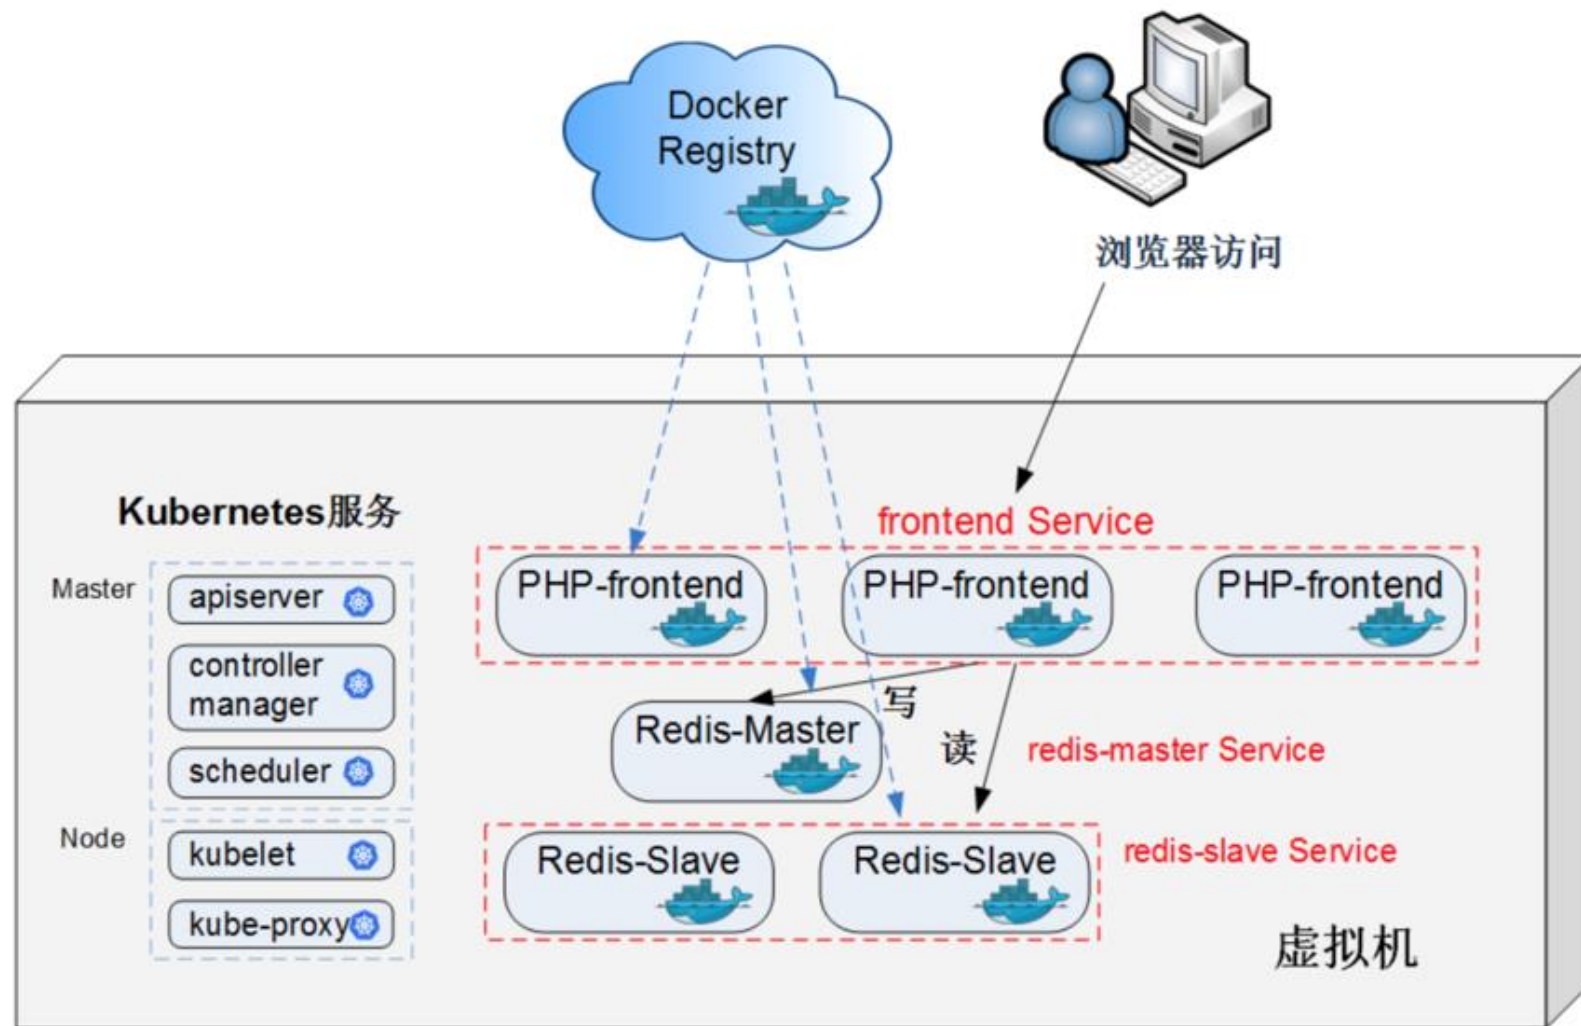 Docker
Registry
浏览器访问
Kubernetes服务
Master
apiserver
controller
manager
scheduler
Node
kubelet
kube-proxy
frontend Service
PHP-frontend
PHP-frontend
PHP-frontend
写
Redis-Master
读
redis-master Service
Redis-Slave
Redis-Slave
redis-slave Service
虚拟机